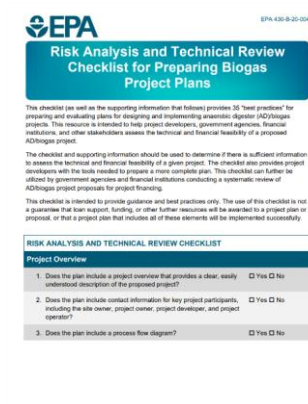 EPA
EPA-430-B-20-004
Risk Analysis and Technical Review
Checklist for Preparing Biogas
Project Plans
This checklist (as well as the supporting information that follows) provides 35 "best practices" for
preparing and evaluating plans for designing and implementing anaerobic digester (AD)/biogas
projects. This resource is intended to help project developers, government agencies, financial
institutions, and other stakeholders assess the technical and financial feasibility of a proposed
AD/biogas project.
The checklist and supporting information should be used to determine if there is sufficient information
to assess the technical and financial feasibility of a given project. The checklist also provides project
developers with the tools needed to prepare a more complete plan. This checklist can further be
utilized by government agencies and financial institutions conducting a systematic review of
AD/biogas project proposals for project financing.
This checklist is intended to provide guidance and best practices only. The use of this checklist is not
a guarantee that loan support, funding, or other further resources will be awarded to a project plan or
proposal, or that a project plan that includes all of these elements will be implemented successfully.
RISK ANALYSIS AND TECHNICAL REVIEW CHECKLIST
Project Overview
1. Does the plan include a project overview that provides a clear, easily ☐ Yes ☐ No
understood description of the proposed project?
2. Does the plan include contact information for key project participants, ☐ Yes ☐ No
including the site owner, project owner, project developer, and project
operator?
3. Does the plan include a process flow diagram? ☐ Yes ☐ No